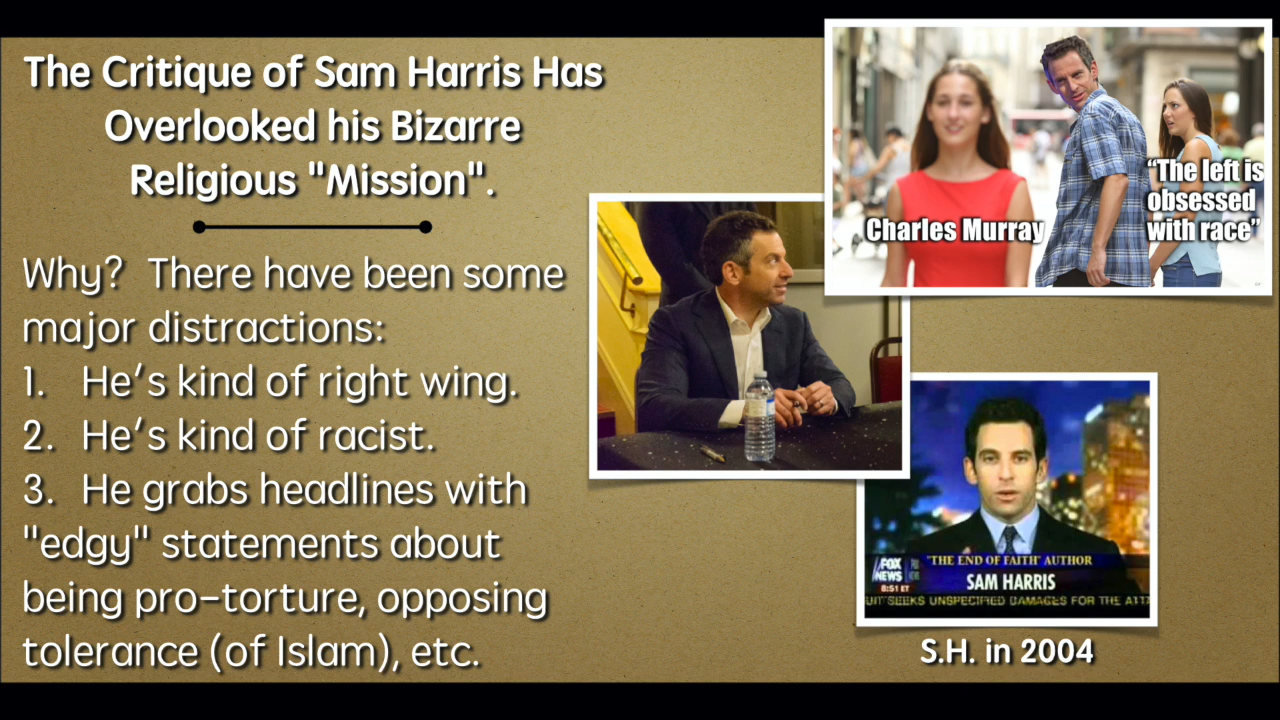 The Critique of Sam Harris Has
Overlooked his Bizarre
Religious "Mission".
Why? There have been some
major distractions:
1. He's kind of right wing.
2. He's kind of racist.
3. He grabs headlines with
"edgy" statements about
being pro-torture, opposing
tolerance (of Islam), etc.
Charles Murray
“The left is
obsessed
with race”
"THE END OF FAITH" AUTHOR
FOX
NEWS
SAM HARRIS
8:51 ET
SEEKS UNSPECIFIED DAMAGES FOR THE
S.H. in 2004